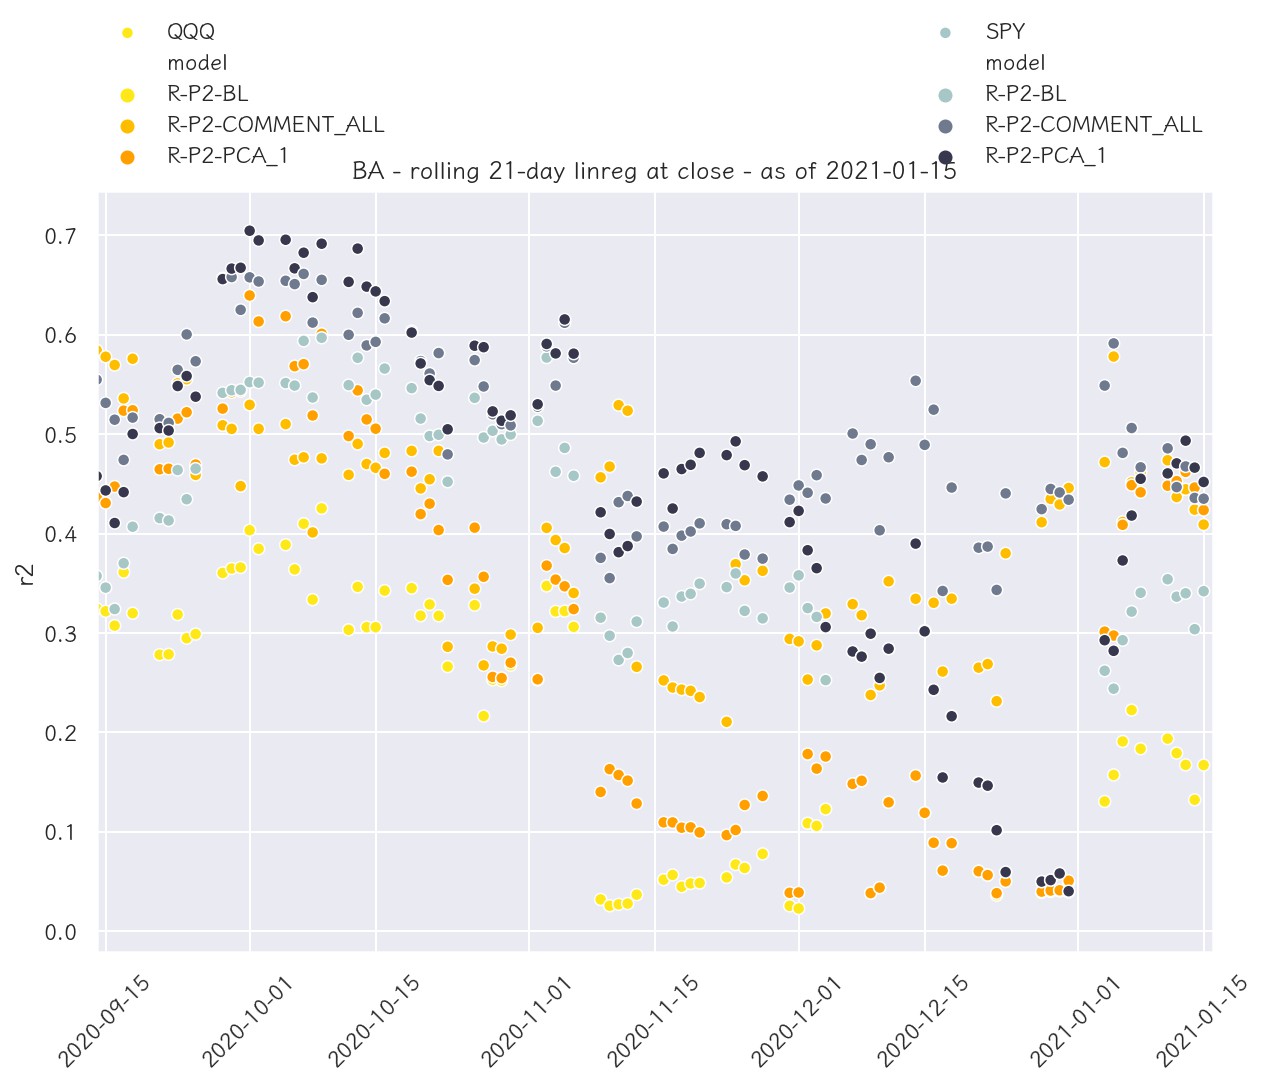 QQQ
model
R-P2-BL
R-P2-COMMENT_ALL
R-P2-PCA_1
SPY
model
R-P2-BL
R-P2-COMMENT_ALL
R-P2-PCA_1
BA - rolling 21-day linreg at close - as of 2021-01-15
r2
0.7
0.6
0.5
0.4
0.3
0.2
0.1
0.0
2020-09-15
2020-10-01
2020-10-15
2020-11-01
2020-11-15
2020-12-01
2020-12-15
2021-01-01
2021-01-15